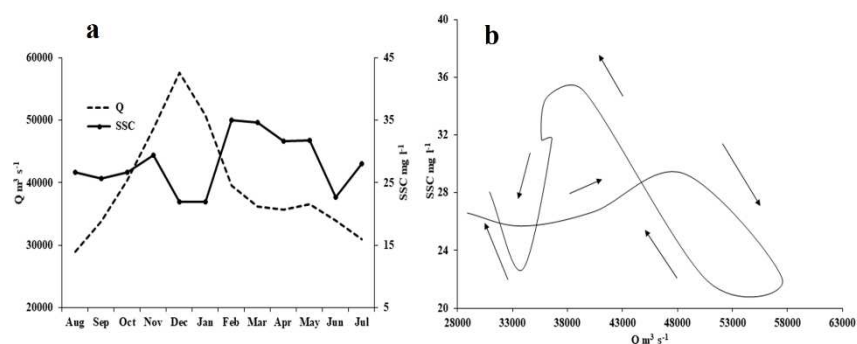 a
60000
50000
40000
30000
20000
Q m³ s⁻¹
Q
SSC
45
35
25
15
5
SSC mg l⁻¹
Aug Sep Oct Nov Dec Jan Feb Mar Apr May Jun Jul
b
40
36
32
28
24
20
SSC mg l⁻¹
28000 33000 38000 43000 48000 53000 58000 63000
Q m³ s⁻¹